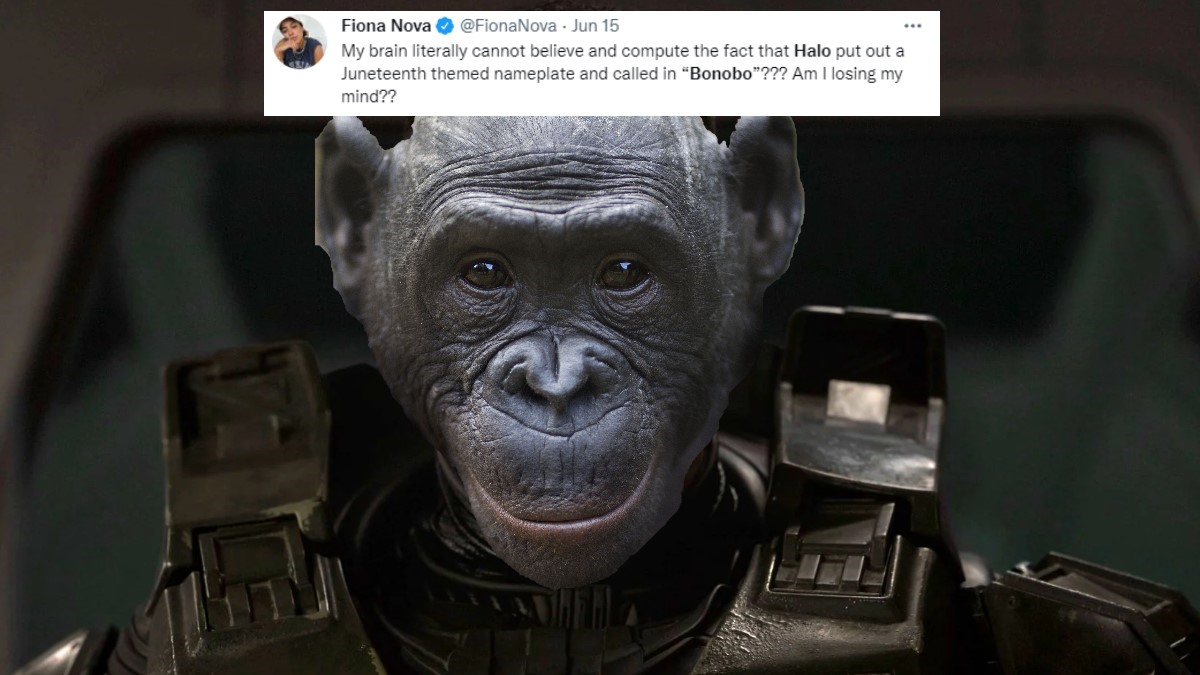 Fiona Nova @FionaNova · Jun 15
My brain literally cannot believe and compute the fact that Halo put out a
Juneteenth themed nameplate and called in “Bonobo”??? Am I losing my
mind??